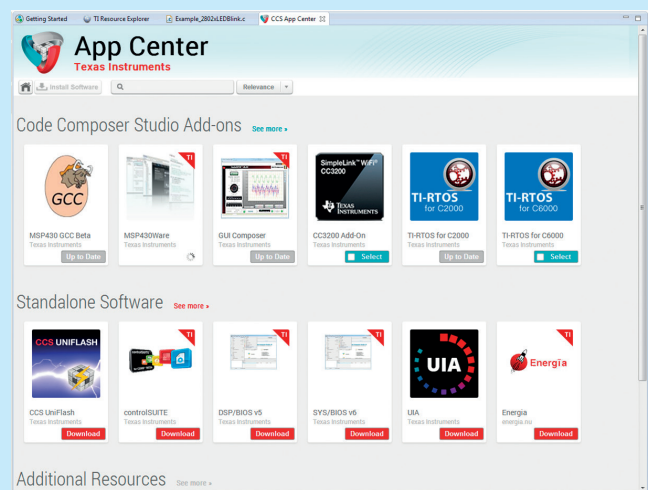 Getting Started TI Resource Explorer Example_2802xLEDBlink.c CCS App Center
App Center
Texas Instruments
Install Software Relevance
Code Composer Studio Add-ons See more »
GCC
TI
TI
SimpleLink™ WiFi®
CC3200
TEXAS
INSTRUMENTS
TI-RTOS
for C2000
TI-RTOS
for C6000
MSP430 GCC Beta
Texas Instruments
Up to Date
MSP430Ware
Texas Instruments
GUI Composer
Texas Instruments
Up to Date
CC3200 Add-On
Texas Instruments
Select
TI-RTOS for C2000
Texas Instruments
Up to Date
TI-RTOS for C6000
Texas Instruments
Select
Standalone Software See more »
CCS UNIFLASH
TI
TI
TI
UIA
TI
Energia
CCS UniFlash
Texas Instruments
Download
controlSUITE
Texas Instruments
Download
DSP/BIOS v5
Texas Instruments
Download
SYS/BIOS v6
Texas Instruments
Download
UIA
Texas Instruments
Download
Energia
energia.nu
Download
Additional Resources See more »